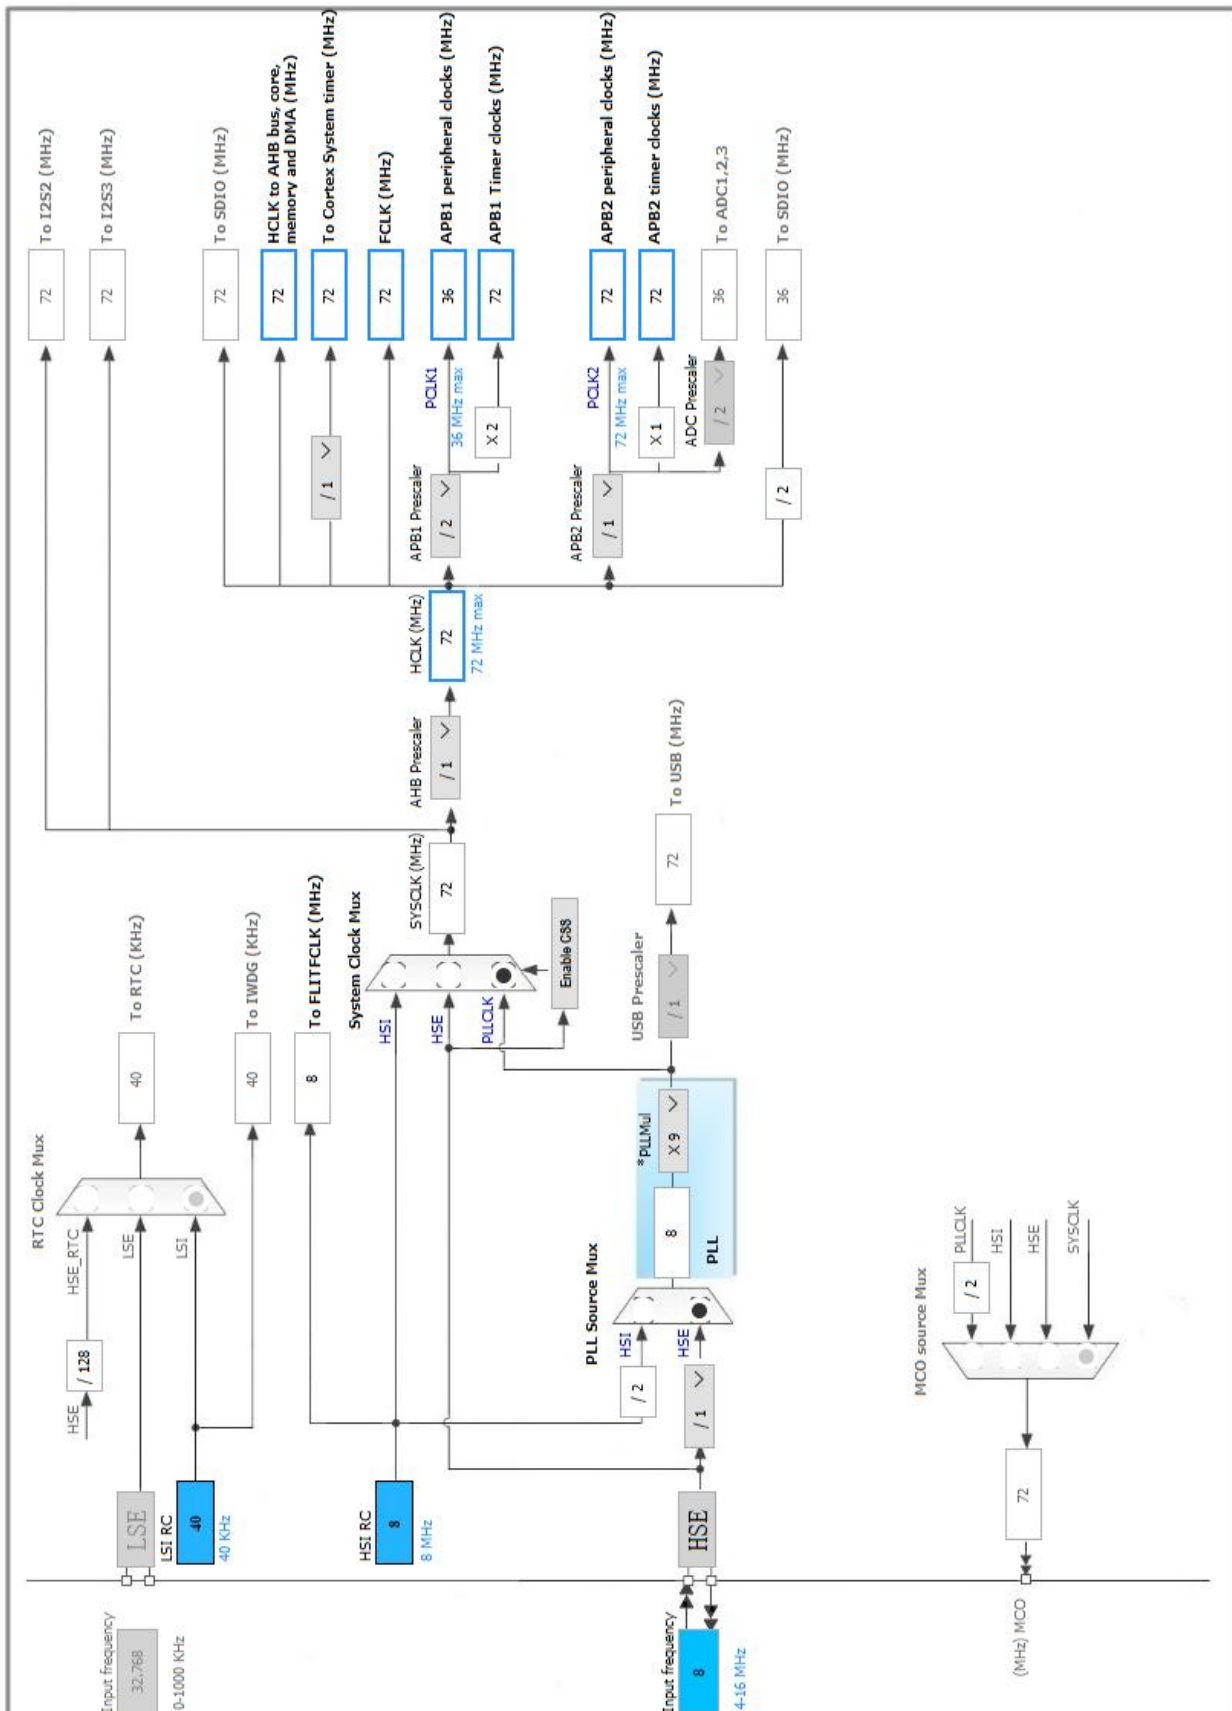 Input frequency
32.768
0-1000 KHz
LSE
LSI RC
40
40 KHz
HSE
/ 128
HSE_RTC
LSE
LSI
RTC Clock Mux
40
To RTC (KHz)
40
To IWDG (KHz)
8
To FLITFCLK (MHz)
HSI RC
8
8 MHz
Input frequency
8
4-16 MHz
HSE
/ 2
/ 1
HSI
HSE
PLL Source Mux
8
PLL
*PLLMul
X 9
USB Prescaler
/ 1
72
To USB (MHz)
System Clock Mux
HSI
HSE
PLLCLK
Enable CSS
SYSCLK (MHz)
72
AHB Prescaler
/ 1
HCLK (MHz)
72
72 MHz max
72
To I2S2 (MHz)
72
To I2S3 (MHz)
72
To SDIO (MHz)
72
HCLK to AHB bus, core,
memory and DMA (MHz)
/ 1
72
To Cortex System timer (MHz)
72
FCLK (MHz)
APB1 Prescaler
/ 2
PCLK1
36 MHz max
36
APB1 peripheral clocks (MHz)
X 2
72
APB1 Timer clocks (MHz)
APB2 Prescaler
/ 1
PCLK2
72 MHz max
72
APB2 peripheral clocks (MHz)
X 1
72
APB2 timer clocks (MHz)
ADC Prescaler
/ 2
36
To ADC1,2,3
/ 2
36
To SDIO (MHz)
MCO source Mux
PLLCLK
/ 2
HSI
HSE
SYSCLK
72
(MHz) MCO